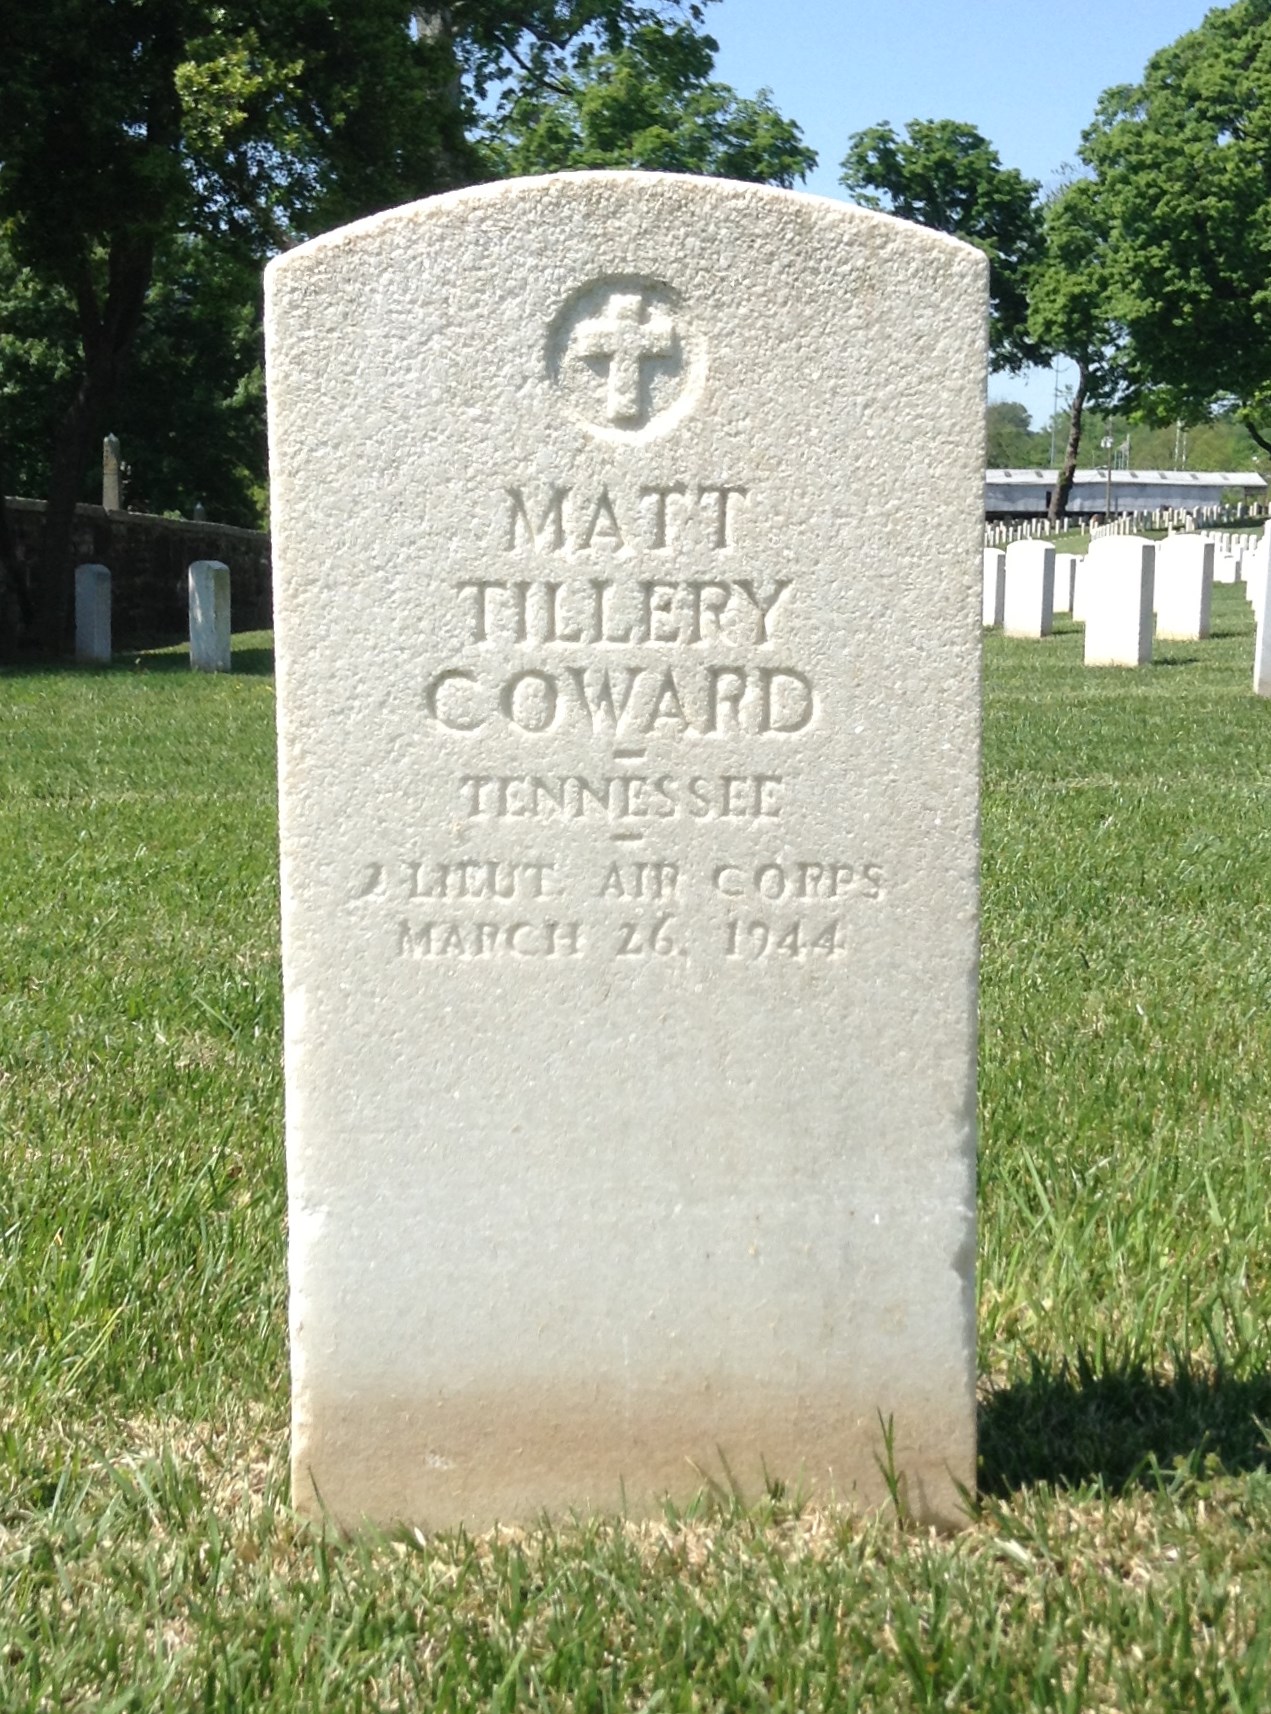 MATT
TILLERY
COWARD
TENNESSEE
2 LIEUT. AIR CORPS
MARCH 26, 1944